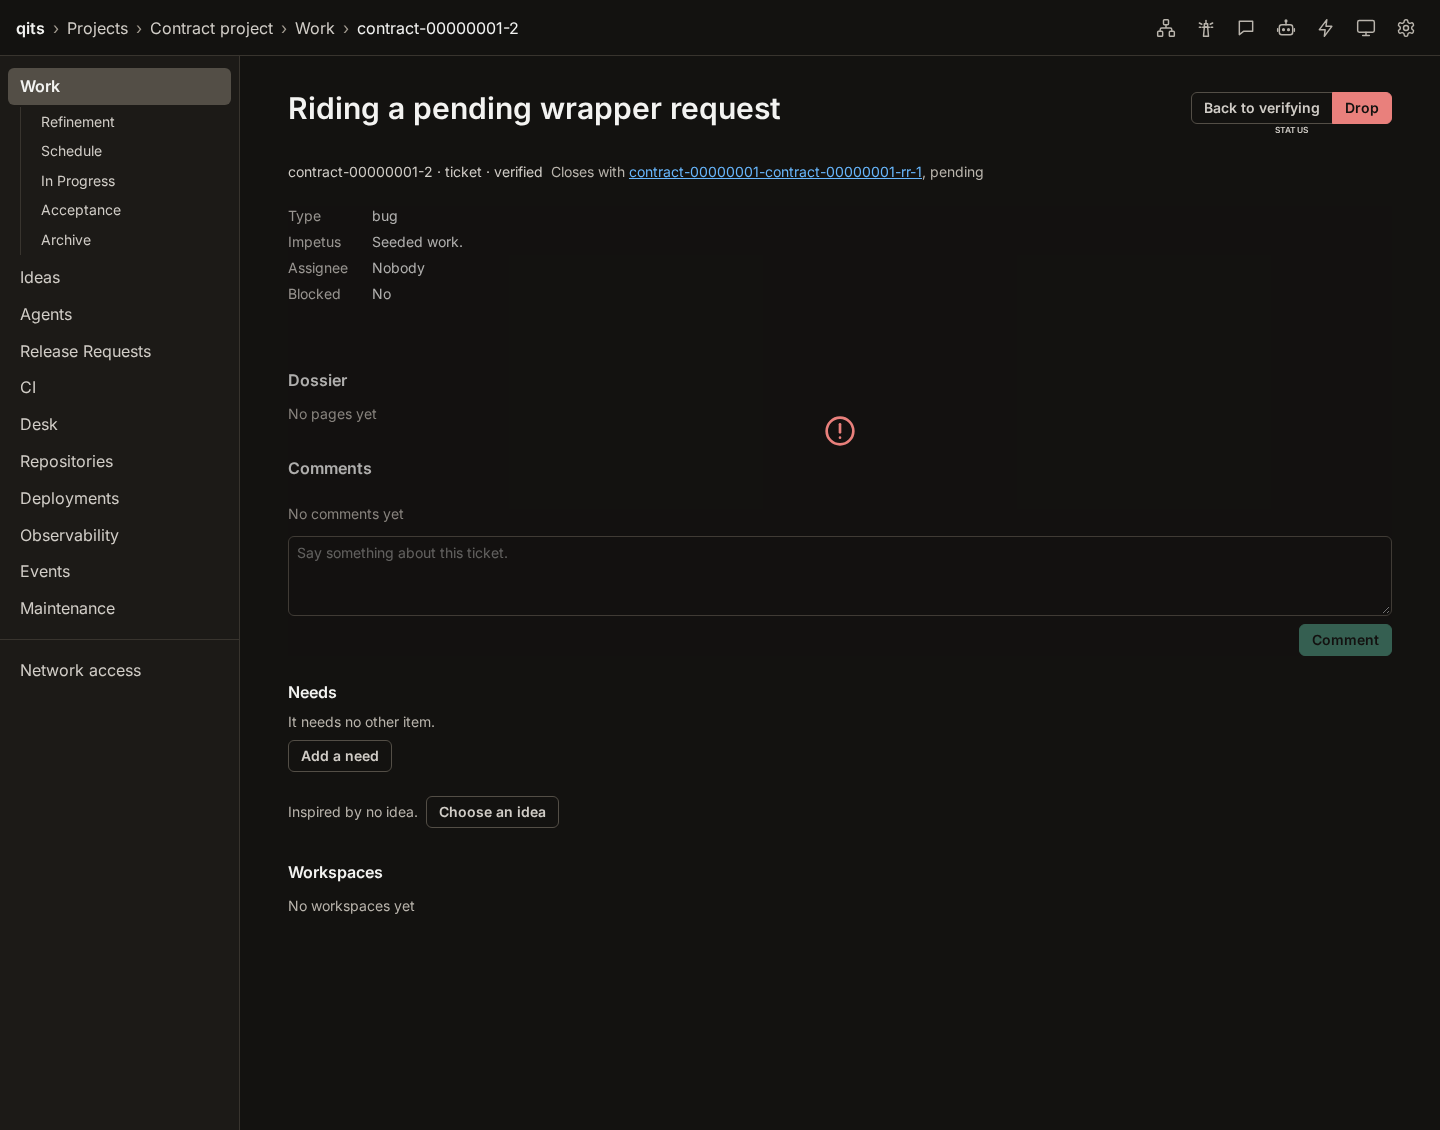 qits › Projects › Contract project › Work › contract-00000001-2
Work
Refinement
Schedule
In Progress
Acceptance
Archive
Ideas
Agents
Release Requests
CI
Desk
Repositories
Deployments
Observability
Events
Maintenance
Network access
Riding a pending wrapper request
Back to verifying Drop
STATUS
contract-00000001-2 · ticket · verified Closes with contract-00000001-contract-00000001-rr-1, pending
Type bug
Impetus Seeded work.
Assignee Nobody
Blocked No
Dossier
No pages yet
Comments
No comments yet
Say something about this ticket.
Comment
Needs
It needs no other item.
Add a need
Inspired by no idea. Choose an idea
Workspaces
No workspaces yet